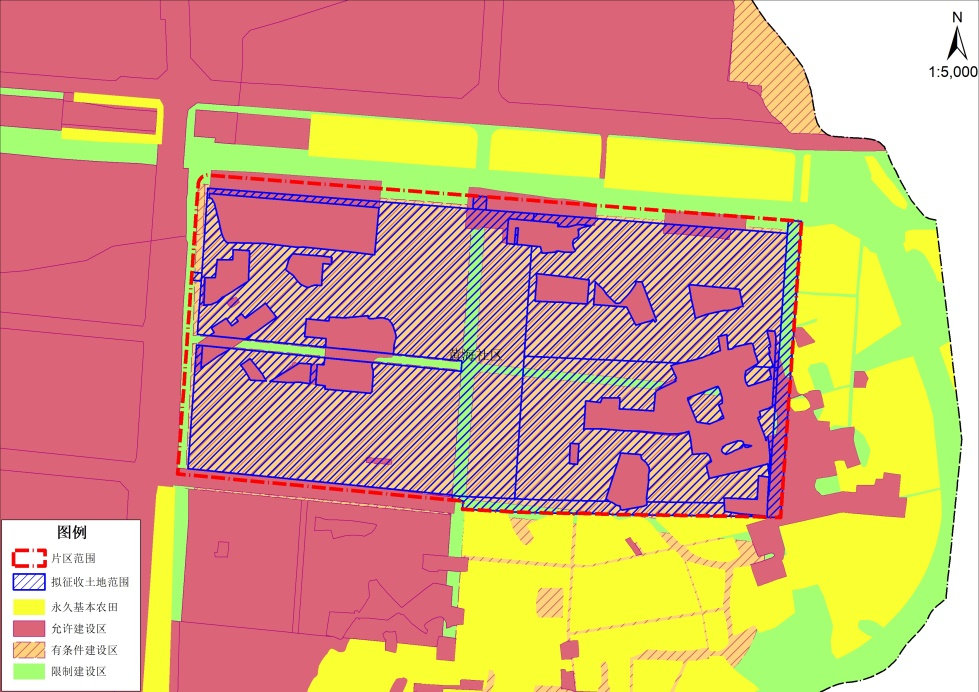 N
1:5,000
社区
图例
片区范围
拟征收土地范围
永久基本农田
允许建设区
有条件建设区
限制建设区